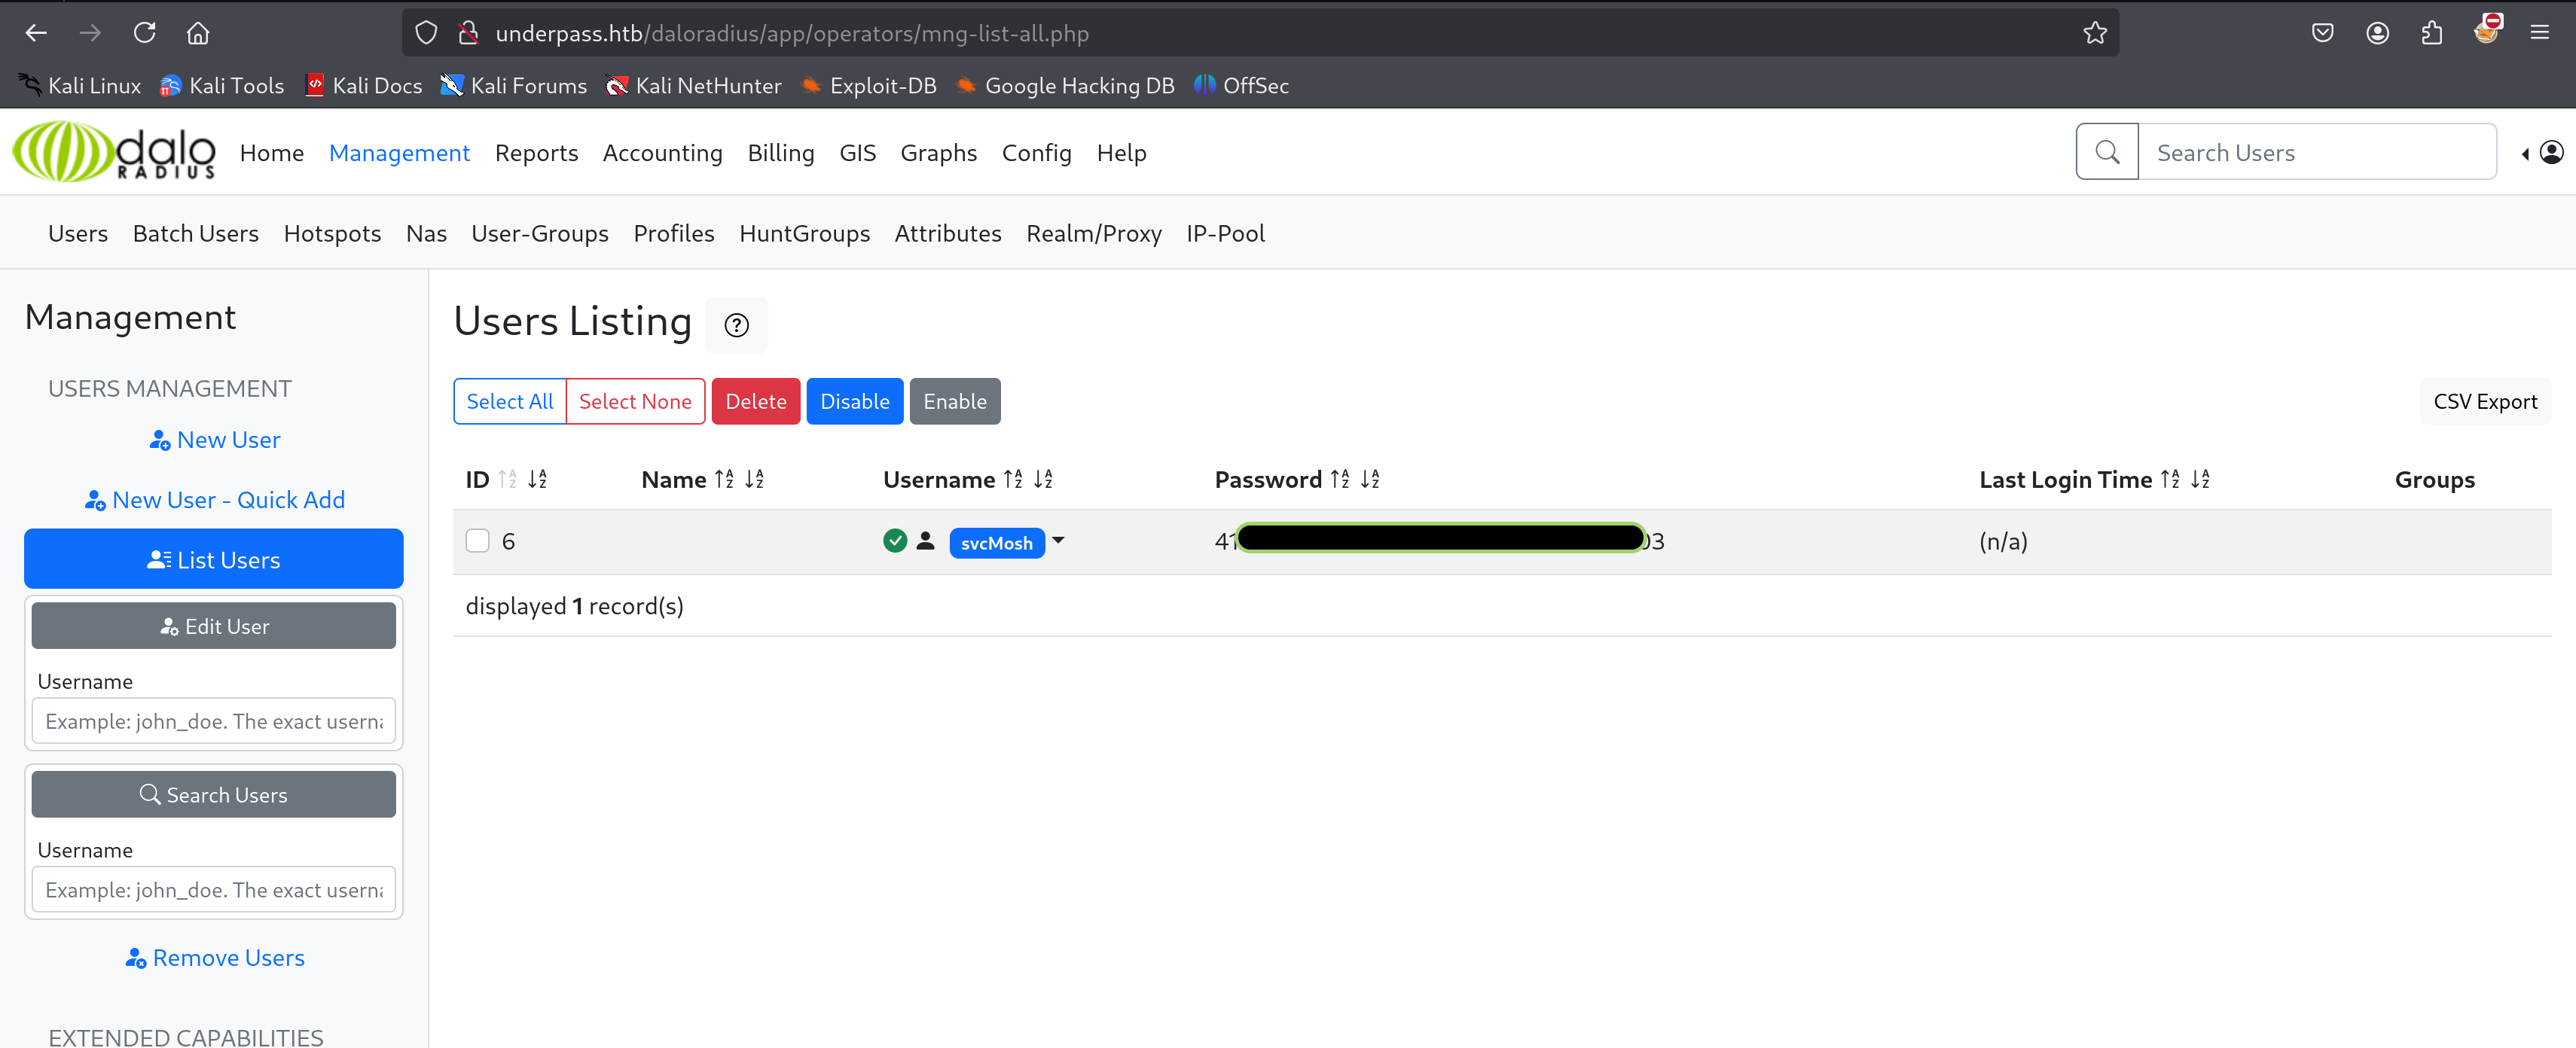 underpass.htb/daloradius/app/operators/mng-list-all.php
Kali Linux Kali Tools Kali Docs Kali Forums Kali NetHunter Exploit-DB Google Hacking DB OffSec
dalo RADIUS Home Management Reports Accounting Billing GIS Graphs Config Help Search Users
Users Batch Users Hotspots Nas User-Groups Profiles HuntGroups Attributes Realm/Proxy IP-Pool
Management
USERS MANAGEMENT
New User
New User - Quick Add
List Users
Edit User
Username
Example: john_doe. The exact userna
Search Users
Username
Example: john_doe. The exact userna
Remove Users
EXTENDED CAPABILITIES
Users Listing
Select All Select None Delete Disable Enable CSV Export
ID Name Username Password Last Login Time Groups
6 svcMosh 41 03 (n/a)
displayed 1 record(s)